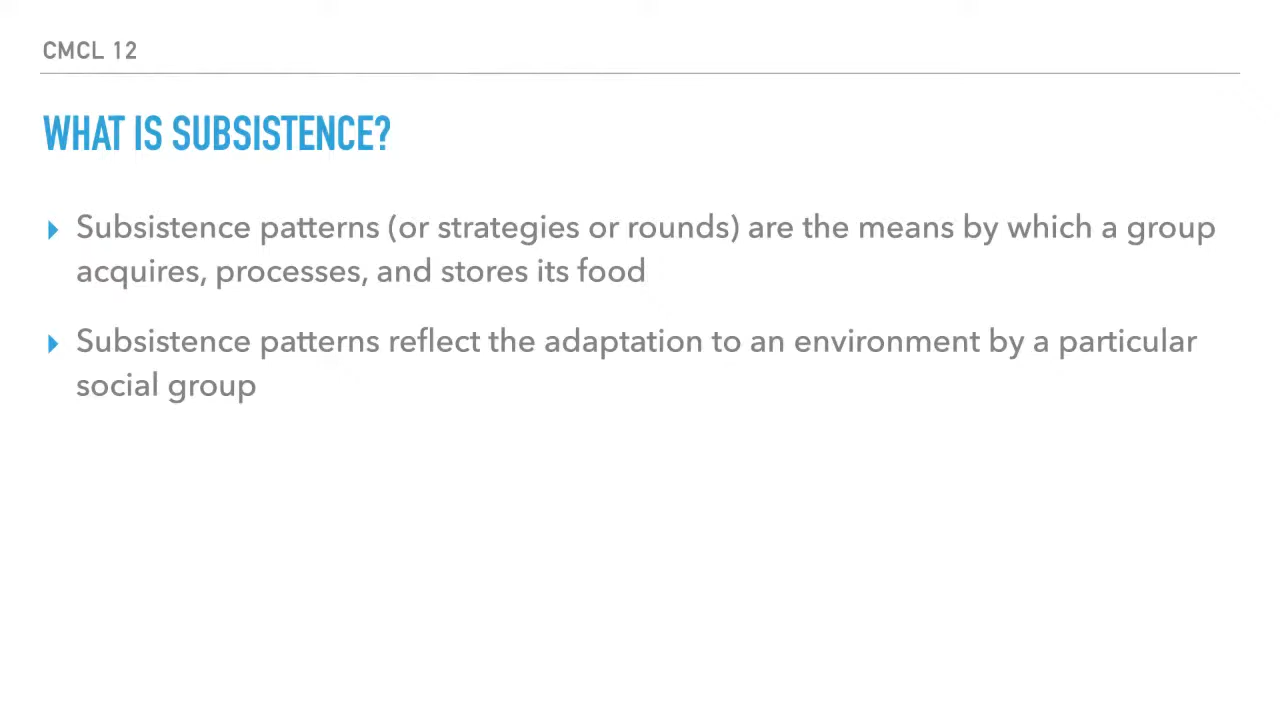 CMCL 12
WHAT IS SUBSISTENCE?
▸ Subsistence patterns (or strategies or rounds) are the means by which a group
acquires, processes, and stores its food
▸ Subsistence patterns reflect the adaptation to an environment by a particular
social group